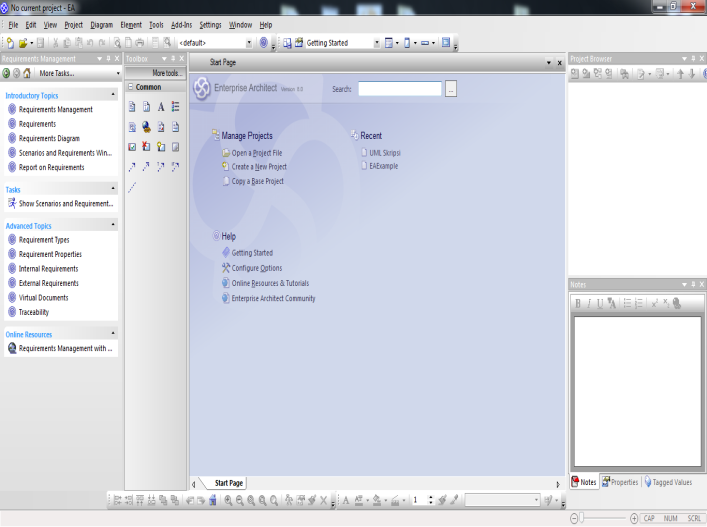 No current project - EA
File Edit View Project Diagram Element Tools Add-Ins Settings Window Help
<default> Getting Started
Requirements Management
More Tasks...
Introductory Topics
Requirements Management
Requirements
Requirements Diagram
Scenarios and Requirements Win...
Report on Requirements
Tasks
Show Scenarios and Requirement...
Advanced Topics
Requirement Types
Requirement Properties
Internal Requirements
External Requirements
Virtual Documents
Traceability
Online Resources
Requirements Management with ...
Toolbox
More tools...
Common
Start Page
Enterprise Architect
Search:
...
Manage Projects
Open a Project File
Create a New Project
Copy a Base Project
Recent
UML Skripsi
EAExample
Help
Getting Started
Configure Options
Online Resources & Tutorials
Enterprise Architect Community
Start Page
Project Browser
Notes
B I U A
Notes Properties Tagged Values
A 1
CAP NUM SCRL